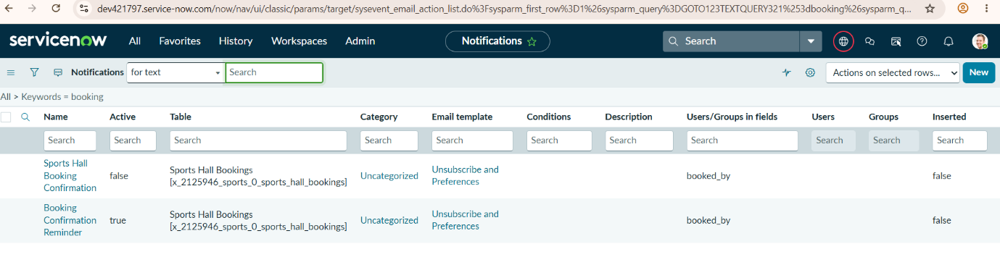 dev421797.service-now.com/now/nav/ui/classic/params/target/sysevent_email_action_list.do%3Fsysparm_first_row%3D1%26sysparm_query%3DGOTO123TEXTQUERY321%253dbooking%26sysparm_q...
servicenow All Favorites History Workspaces Admin Notifications Search
Notifications for text Search Actions on selected rows... New
All > Keywords = booking
Name Active Table Category Email template Conditions Description Users/Groups in fields Users Groups Inserted
Search Search Search Search Search Search Search Search Search Search Search
Sports Hall
Booking
Confirmation
false
Sports Hall Bookings
[x_2125946_sports_0_sports_hall_bookings]
Uncategorized
Unsubscribe and
Preferences
booked_by
false
Booking
Confirmation
Reminder
true
Sports Hall Bookings
[x_2125946_sports_0_sports_hall_bookings]
Uncategorized
Unsubscribe and
Preferences
booked_by
false